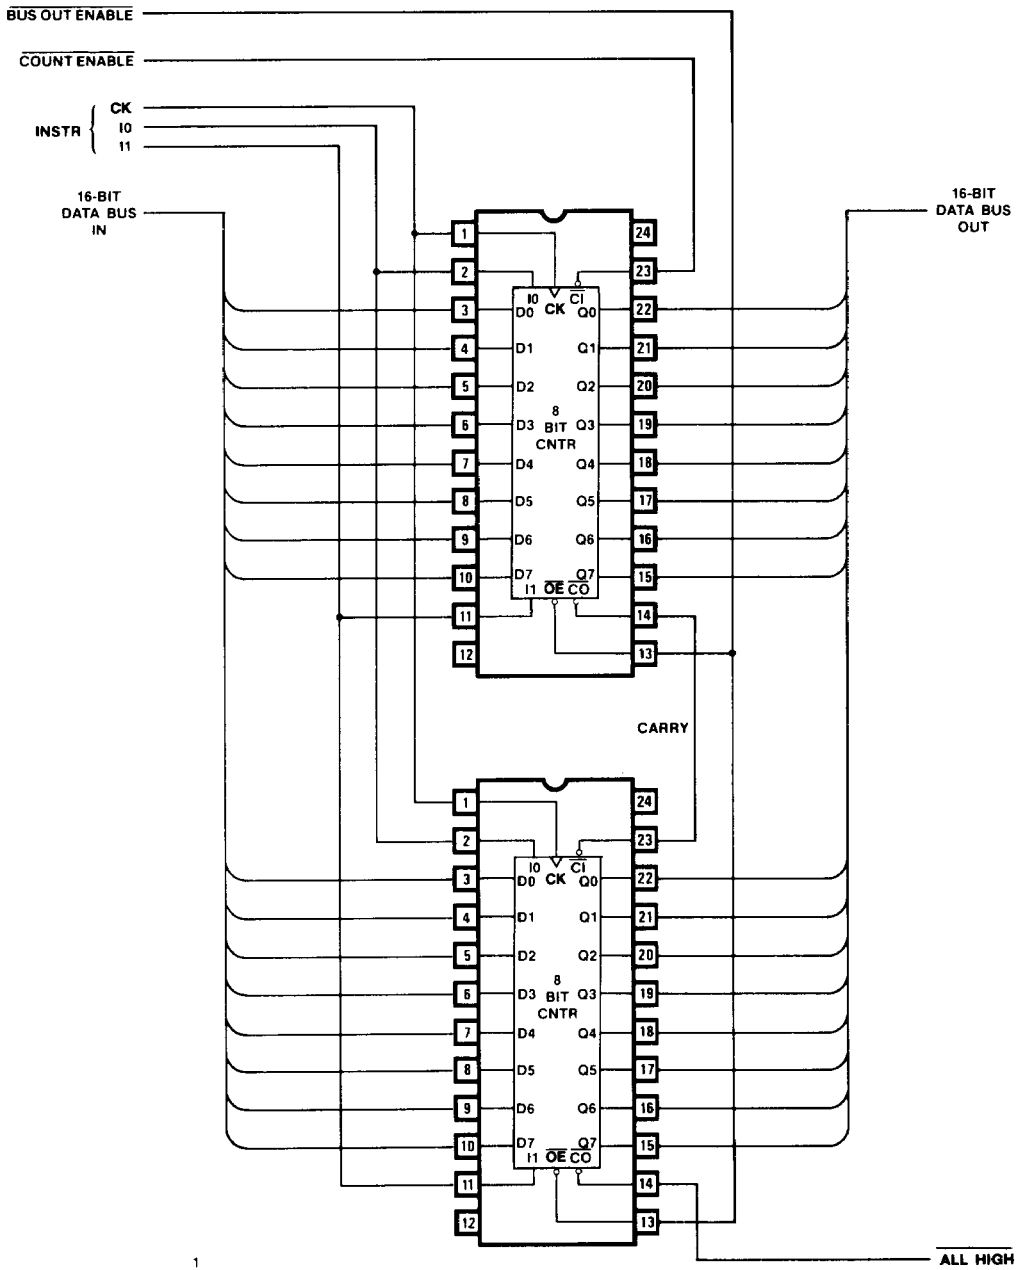 BUS OUT ENABLE
COUNT ENABLE
INSTR { CK
I0
I1
16-BIT
DATA BUS
IN
16-BIT
DATA BUS
OUT
1 24
2 23
I0 CK CI
3 D0 Q0 22
4 D1 Q1 21
5 D2 Q2 20
6 D3 Q3 19
8
BIT
CNTR
7 D4 Q4 18
8 D5 Q5 17
9 D6 Q6 16
10 D7 Q7 15
I1 OE CO
11 14
12 13
CARRY
1 24
2 23
I0 CK CI
3 D0 Q0 22
4 D1 Q1 21
5 D2 Q2 20
6 D3 Q3 19
8
BIT
CNTR
7 D4 Q4 18
8 D5 Q5 17
9 D6 Q6 16
10 D7 Q7 15
I1 OE CO
11 14
12 13
ALL HIGH
1